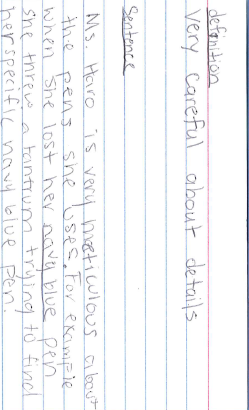 definition
very careful about details
Sentence
Ms. Haro is very meticulous about
the pens she uses. For example
when she lost her navy blue pen
she threw a tantrum trying to find
her specific navy blue pen.